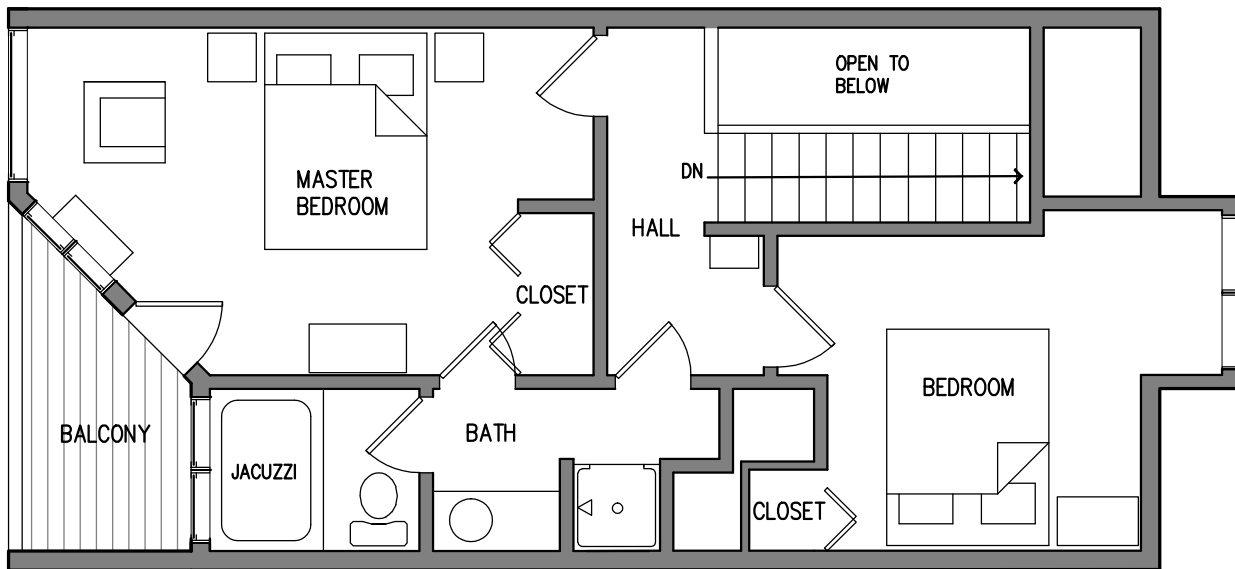 OPEN TO
BELOW
MASTER
BEDROOM
DN
HALL
CLOSET
BEDROOM
BALCONY
BATH
JACUZZI
CLOSET